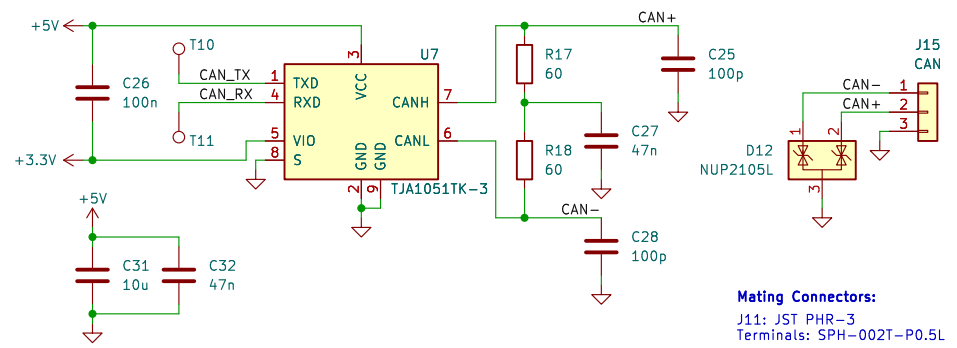 +5V
T10
CAN_TX
CAN_RX
T11
C26
100n
+3.3V
U7
3
VCC
1
TXD
4
RXD
5
VIO
8
S
CANH
7
CANL
6
GND
GND
2
9
TJA1051TK-3
CAN+
R17
60
C25
100p
C27
47n
R18
60
CAN-
C28
100p
J15
CAN
CAN-
1
CAN+
2
3
1
2
D12
NUP2105L
3
+5V
C31
10u
C32
47n
Mating Connectors:
J11: JST PHR-3
Terminals: SPH-002T-P0.5L